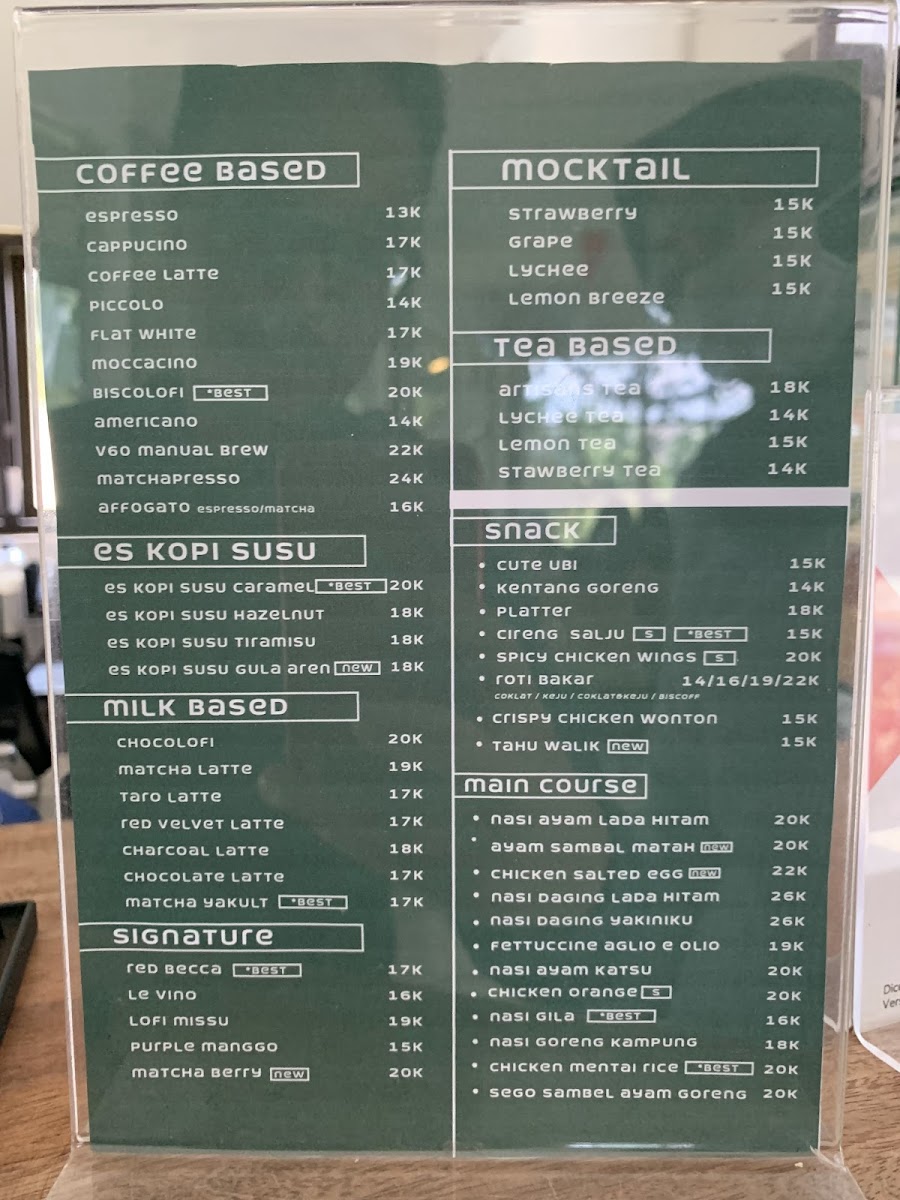 COFFEE BASED
ESPRESSO 13K
CAPPUCINO 17K
COFFEE LATTE 17K
PICCOLO 14K
FLAT WHITE 17K
MOCCACINO 19K
BISCOLOFI *BEST 20K
AMERICANO 14K
V60 MANUAL BREW 22K
MATCHAPRESSO 24K
AFFOGATO ESPRESSO/MATCHA 16K
ES KOPI SUSU
ES KOPI SUSU CARAMEL *BEST 20K
ES KOPI SUSU HAZELNUT 18K
ES KOPI SUSU TIRAMISU 18K
ES KOPI SUSU GULA AREN new 18K
MILK BASED
CHOCOLOFI 20K
MATCHA LATTE 19K
TARO LATTE 17K
RED VELVET LATTE 17K
CHARCOAL LATTE 18K
CHOCOLATE LATTE 17K
MATCHA YAKULT *BEST 17K
SIGNATURE
RED BECCA *BEST 17K
LE VINO 16K
LOFI MISSU 19K
PURPLE MANGGO 15K
MATCHA BERRY new 20K
MOCKTAIL
STRAWBERRY 15K
GRAPE 15K
LYCHEE 15K
LEMON BREEZE 15K
TEA BASED
ARTISANS TEA 18K
LYCHEE TEA 14K
LEMON TEA 15K
STAWBERRY TEA 14K
SNACK
• CUTE UBI 15K
• KENTANG GORENG 14K
• PLATTER 18K
• CIRENG SALJU S *BEST 15K
• SPICY CHICKEN WINGS S 20K
• ROTI BAKAR 14/16/19/22K
COKLAT / KEJU / COKLAT&KEJU / BISCOFF
• CRISPY CHICKEN WONTON 15K
• TAHU WALIK new 15K
MAIN COURSE
• NASI AYAM LADA HITAM 20K
• AYAM SAMBAL MATAH new 20K
• CHICKEN SALTED EGG new 22K
• NASI DAGING LADA HITAM 26K
• NASI DAGING YAKINIKU 26K
• FETTUCCINE AGLIO E OLIO 19K
• NASI AYAM KATSU 20K
• CHICKEN ORANGE S 20K
• NASI GILA *BEST 16K
• NASI GORENG KAMPUNG 18K
• CHICKEN MENTAI RICE *BEST 20K
• SEGO SAMBEL AYAM GORENG 20K